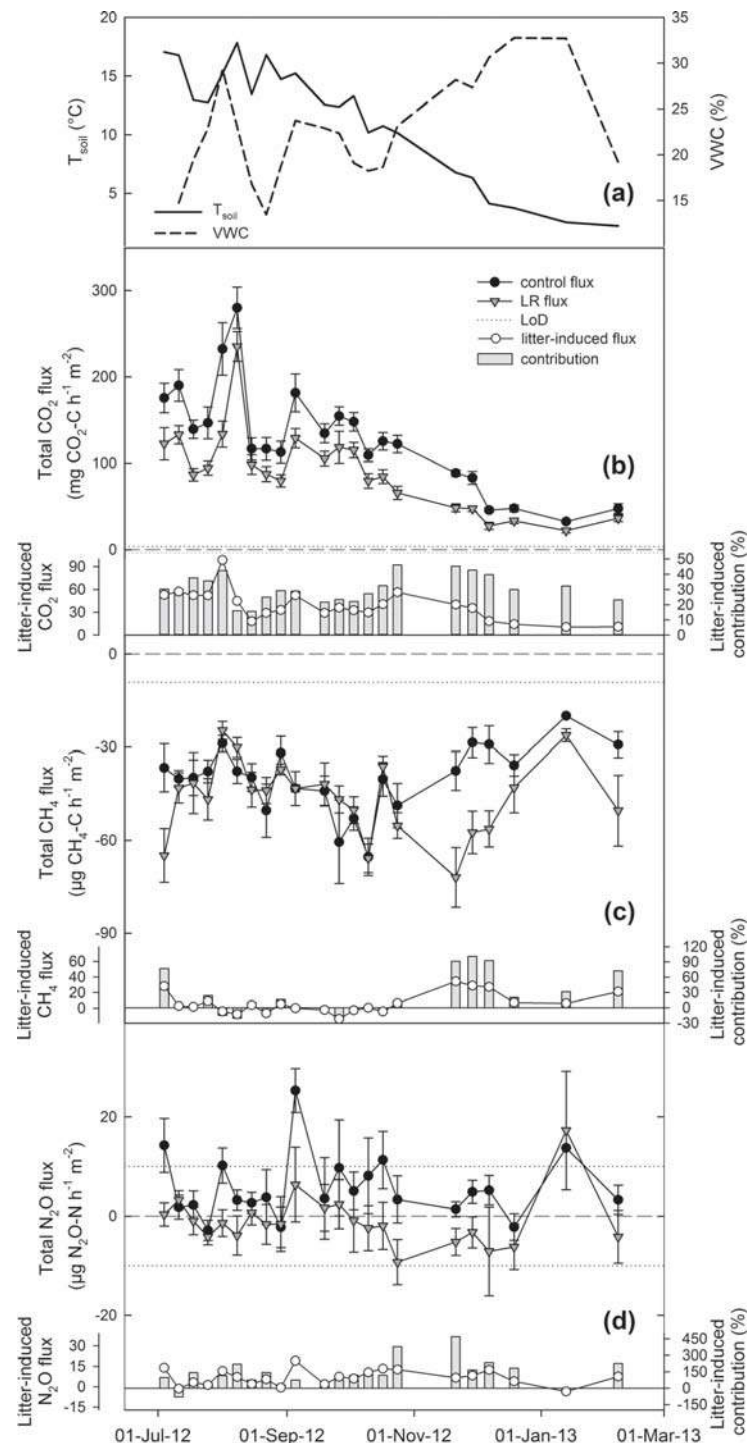 20
15
10
5
T_soil (°C)
35
30
25
20
15
VWC (%)
T_soil
VWC
(a)
300
200
100
0
Total CO₂ flux
(mg CO₂-C h⁻¹ m⁻²)
control flux
LR flux
LoD
litter-induced flux
contribution
(b)
90
60
30
0
Litter-induced
CO₂ flux
50
40
30
20
10
0
Litter-induced
contribution (%)
0
-30
-60
-90
Total CH₄ flux
(µg CH₄-C h⁻¹ m⁻²)
(c)
60
40
20
0
Litter-induced
CH₄ flux
120
90
60
30
0
-30
Litter-induced
contribution (%)
20
0
-20
Total N₂O flux
(µg N₂O-N h⁻¹ m⁻²)
(d)
30
15
0
-15
Litter-induced
N₂O flux
450
300
150
0
Litter-induced
contribution (%)
01-Jul-12 01-Sep-12 01-Nov-12 01-Jan-13 01-Mar-13